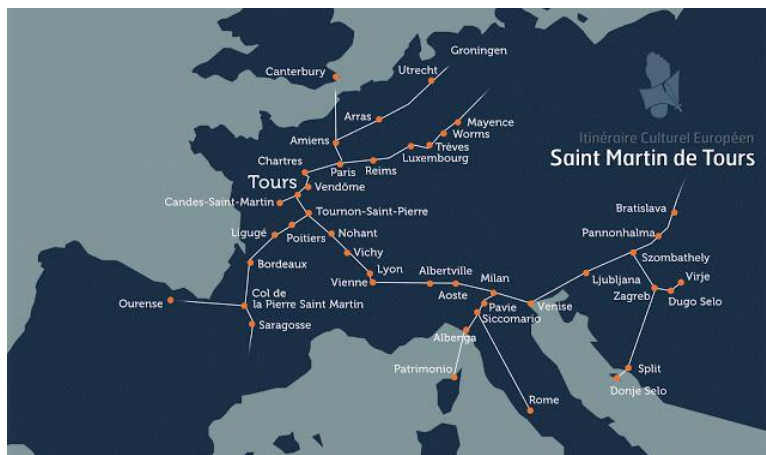 Groningen
Canterbury
Utrecht
Arras
Mayence
Worms
Amiens
Trèves
Luxembourg
Itinéraire Culturel Européen
Saint Martin de Tours
Chartres
Paris
Reims
Tours
Vendôme
Candes-Saint-Martin
Tournon-Saint-Pierre
Bratislava
Ligugé
Poitiers
Nohant
Pannonhalma
Vichy
Szombathely
Bordeaux
Lyon
Albertville
Milan
Ljubljana
Virje
Vienne
Aoste
Zagreb
Dugo Selo
Ourense
Col de
la Pierre Saint Martin
Pavie
Siccomario
Venise
Saragosse
Albenga
Patrimonio
Split
Donje Selo
Rome